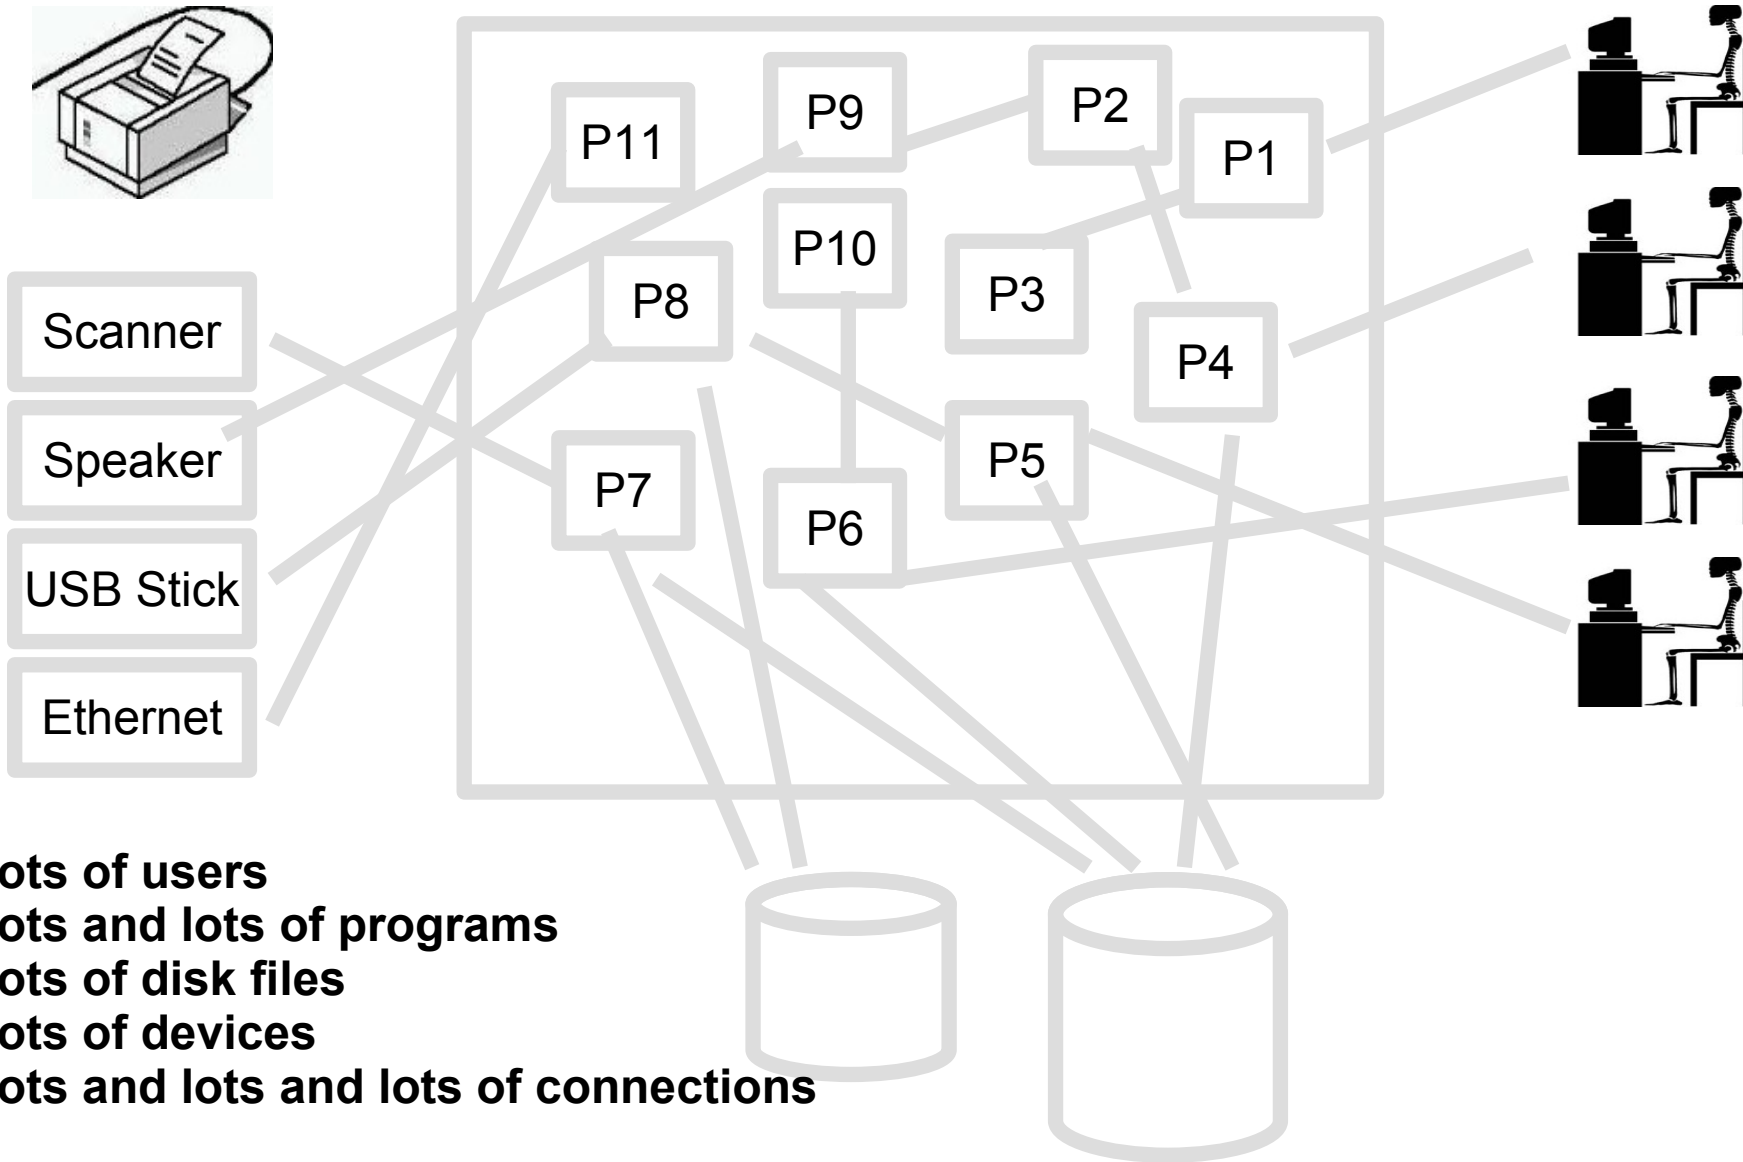 P11
P9
P2
P1
P10
P8
P3
P4
P7
P6
P5
Scanner
Speaker
USB Stick
Ethernet
ots of users
ots and lots of programs
ots of disk files
ots of devices
ots and lots and lots of connections